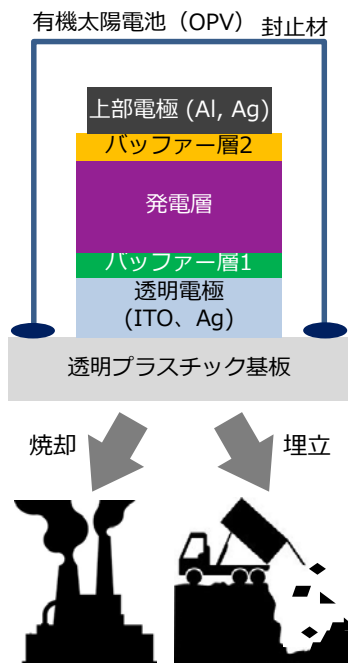 有機太陽電池（OPV）
封止材
上部電極 (Al, Ag)
バッファー層2
発電層
バッファー層1
透明電極
(ITO、Ag)
透明プラスチック基板
焼却
埋立